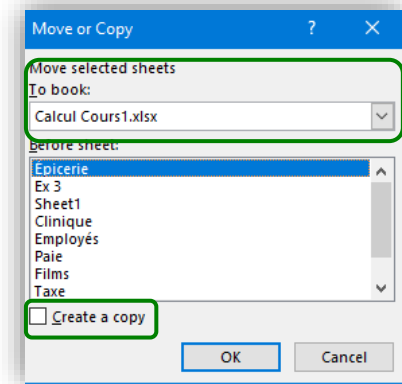 Move or Copy ? ×
Move selected sheets
To book:
Calcul Cours1.xlsx
Before sheet:
Épicerie
Ex 3
Sheet1
Clinique
Employés
Paie
Films
Taxe
Create a copy
OK Cancel